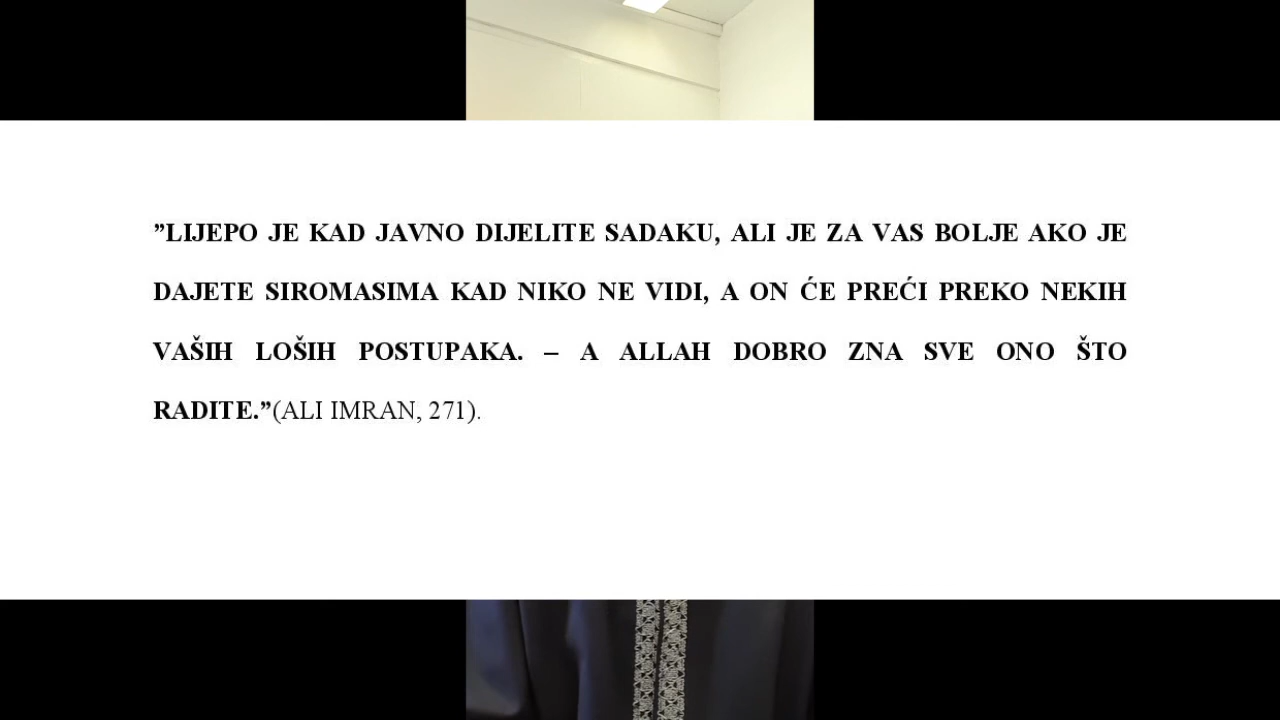 ”LIJEPO JE KAD JAVNO DIJELITE SADAKU, ALI JE ZA VAS BOLJE AKO JE
DAJETE SIROMASIMA KAD NIKO NE VIDI, A ON ĆE PREĆI PREKO NEKIH
VAŠIH LOŠIH POSTUPAKA. – A ALLAH DOBRO ZNA SVE ONO ŠTO
RADITE.”(ALI IMRAN, 271).